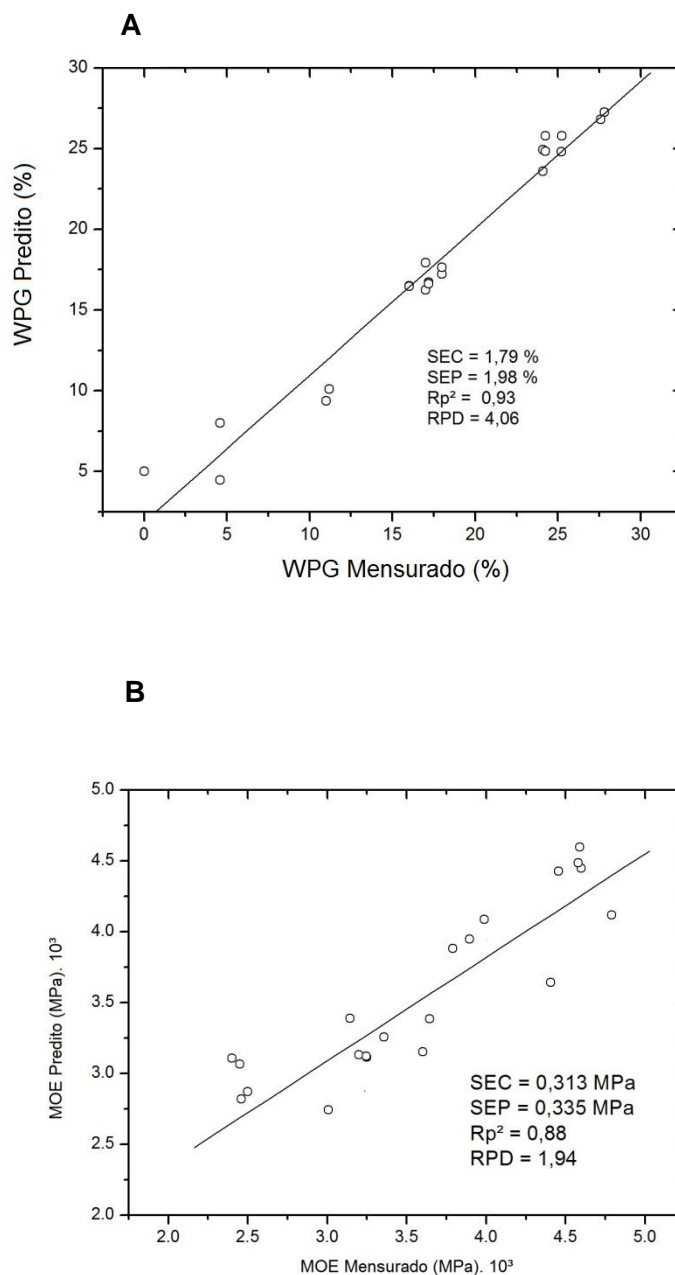 A
30
25
20
15
10
5
WPG Predito (%)
SEC = 1,79 %
SEP = 1,98 %
Rp² = 0,93
RPD = 4,06
0 5 10 15 20 25 30
WPG Mensurado (%)
B
5.0
4.5
4.0
3.5
3.0
2.5
2.0
MOE Predito (MPa). 10³
SEC = 0,313 MPa
SEP = 0,335 MPa
Rp² = 0,88
RPD = 1,94
2.0 2.5 3.0 3.5 4.0 4.5 5.0
MOE Mensurado (MPa). 10³